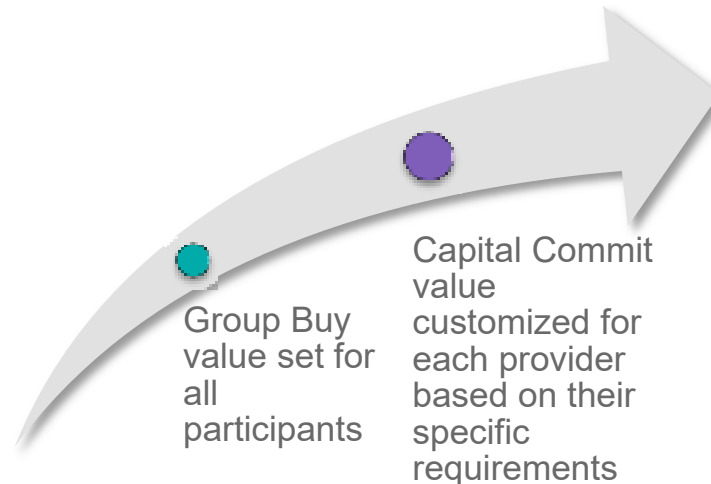 Group Buy
value set for
all
participants
Capital Commit
value
customized for
each provider
based on their
specific
requirements